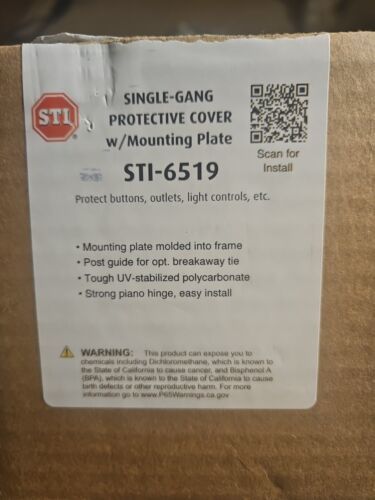 STI
SINGLE-GANG
PROTECTIVE COVER
w/Mounting Plate
STI-6519
Scan for
Install
Protect buttons, outlets, light controls, etc.
• Mounting plate molded into frame
• Post guide for opt. breakaway tie
• Tough UV-stabilized polycarbonate
• Strong piano hinge, easy install
WARNING: This product can expose you to
chemicals including Dichloromethane, which is known to
the State of California to cause cancer, and Bisphenol A
(BPA), which is known to the State of California to cause
birth defects or other reproductive harm. For more
information go to www.P65Warnings.ca.gov